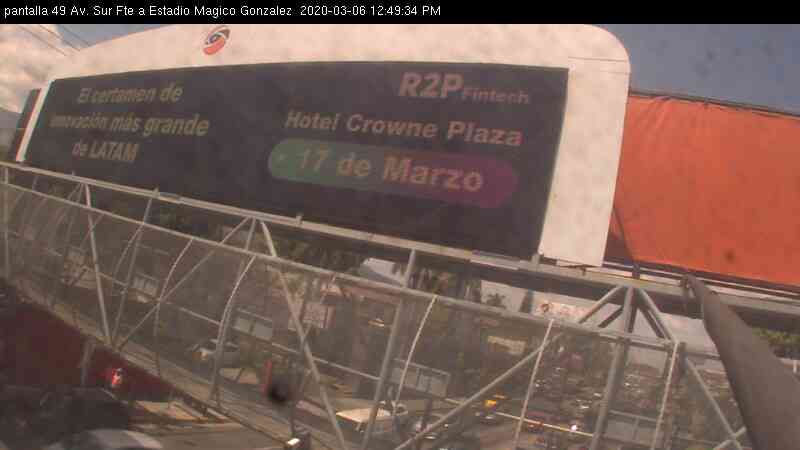 pantalla 49 Av. Sur Fte a Estadio Magico Gonzalez 2020-03-06 12:49:34 PM
El certamen de
innovación más grande
de LATAM
R2P Fintech
Hotel Crowne Plaza
17 de Marzo